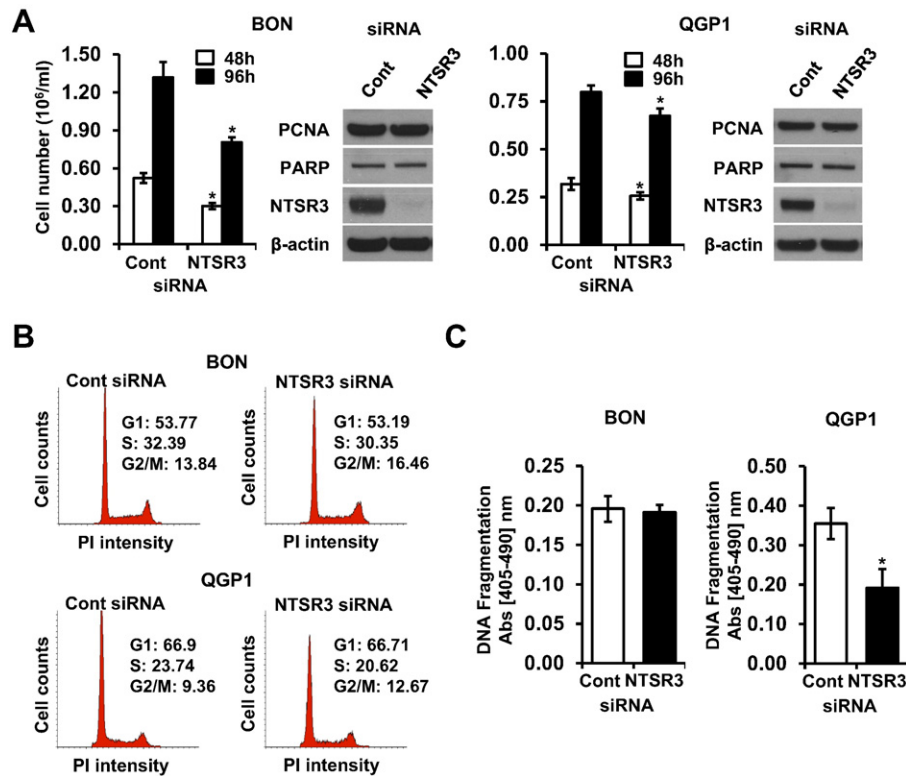 A
BON
Cell number (10⁶/ml)
1.50
1.20
0.90
0.60
0.30
0.00
48h
96h
*
*
Cont NTSR3
siRNA
siRNA
Cont NTSR3
PCNA
PARP
NTSR3
β-actin
QGP1
1.00
0.75
0.50
0.25
0.00
48h
96h
*
*
Cont NTSR3
siRNA
siRNA
Cont NTSR3
PCNA
PARP
NTSR3
β-actin
B
BON
Cont siRNA
Cell counts
G1: 53.77
S: 32.39
G2/M: 13.84
PI intensity
NTSR3 siRNA
Cell counts
G1: 53.19
S: 30.35
G2/M: 16.46
PI intensity
QGP1
Cont siRNA
Cell counts
G1: 66.9
S: 23.74
G2/M: 9.36
PI intensity
NTSR3 siRNA
Cell counts
G1: 66.71
S: 20.62
G2/M: 12.67
PI intensity
C
BON
DNA Fragmentation
Abs [405-490] nm
0.25
0.20
0.15
0.10
0.05
0.00
Cont NTSR3
siRNA
QGP1
DNA Fragmentation
Abs [405-490] nm
0.50
0.40
0.30
0.20
0.10
0.00
*
Cont NTSR3
siRNA